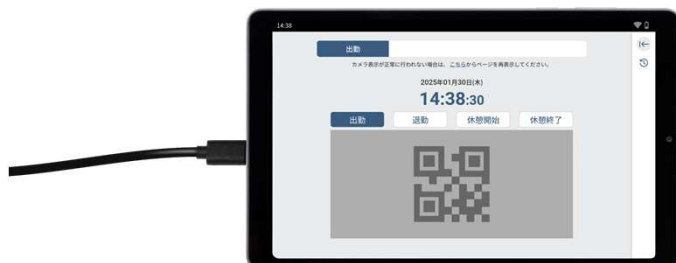 14:38
出勤
カメラ表示が正常に行われない場合は、こちらからページを再表示してください。
2025年01月30日(木)
14:38:30
出勤 退勤 休憩開始 休憩終了